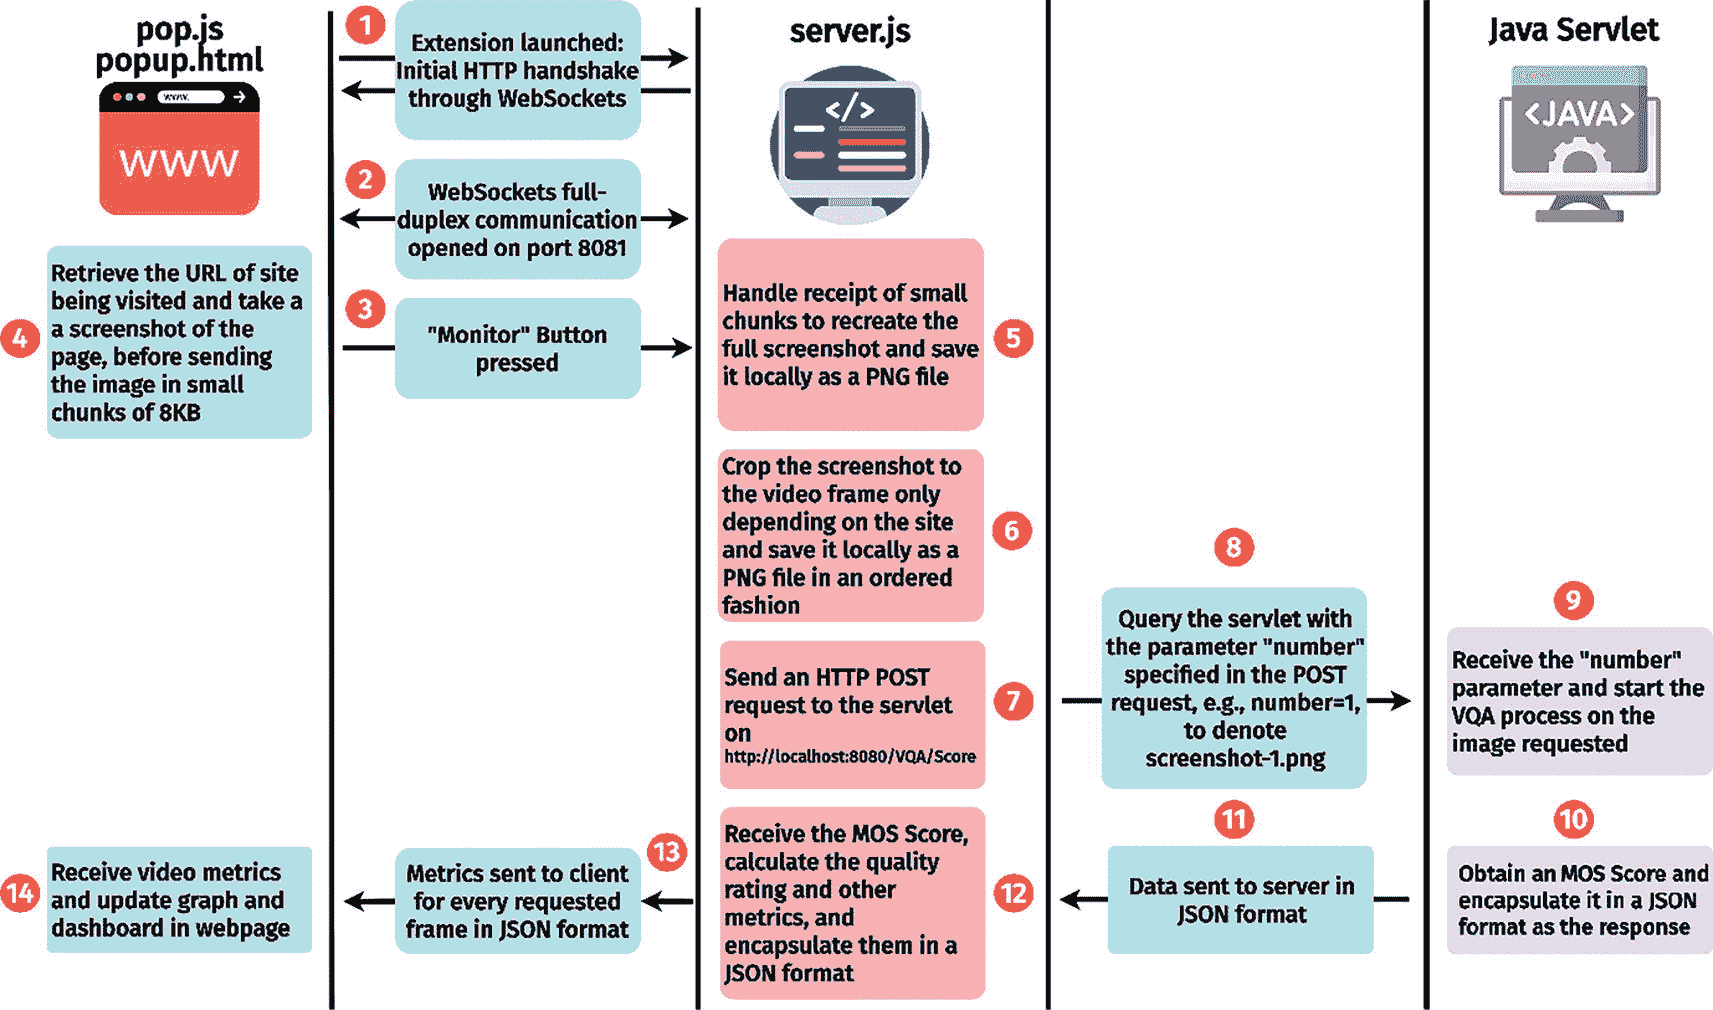 pop.js
popup.html
www.
WWW
server.js
</>
Java Servlet
<JAVA>
1
Extension launched:
Initial HTTP handshake
through WebSockets
2
WebSockets full-
duplex communication
opened on port 8081
3
"Monitor" Button
pressed
4
Retrieve the URL of site
being visited and take a
a screenshot of the
page, before sending
the image in small
chunks of 8KB
5
Handle receipt of small
chunks to recreate the
full screenshot and save
it locally as a PNG file
6
Crop the screenshot to
the video frame only
depending on the site
and save it locally as a
PNG file in an ordered
fashion
7
Send an HTTP POST
request to the servlet
on
http://localhost:8080/VQA/Score
8
Query the servlet with
the parameter "number"
specified in the POST
request, e.g., number=1,
to denote
screenshot-1.png
9
Receive the "number"
parameter and start the
VQA process on the
image requested
10
Obtain an MOS Score and
encapsulate it in a JSON
format as the response
11
Data sent to server in
JSON format
12
Receive the MOS Score,
calculate the quality
rating and other
metrics, and
encapsulate them in a
JSON format
13
Metrics sent to client
for every requested
frame in JSON format
14
Receive video metrics
and update graph and
dashboard in webpage